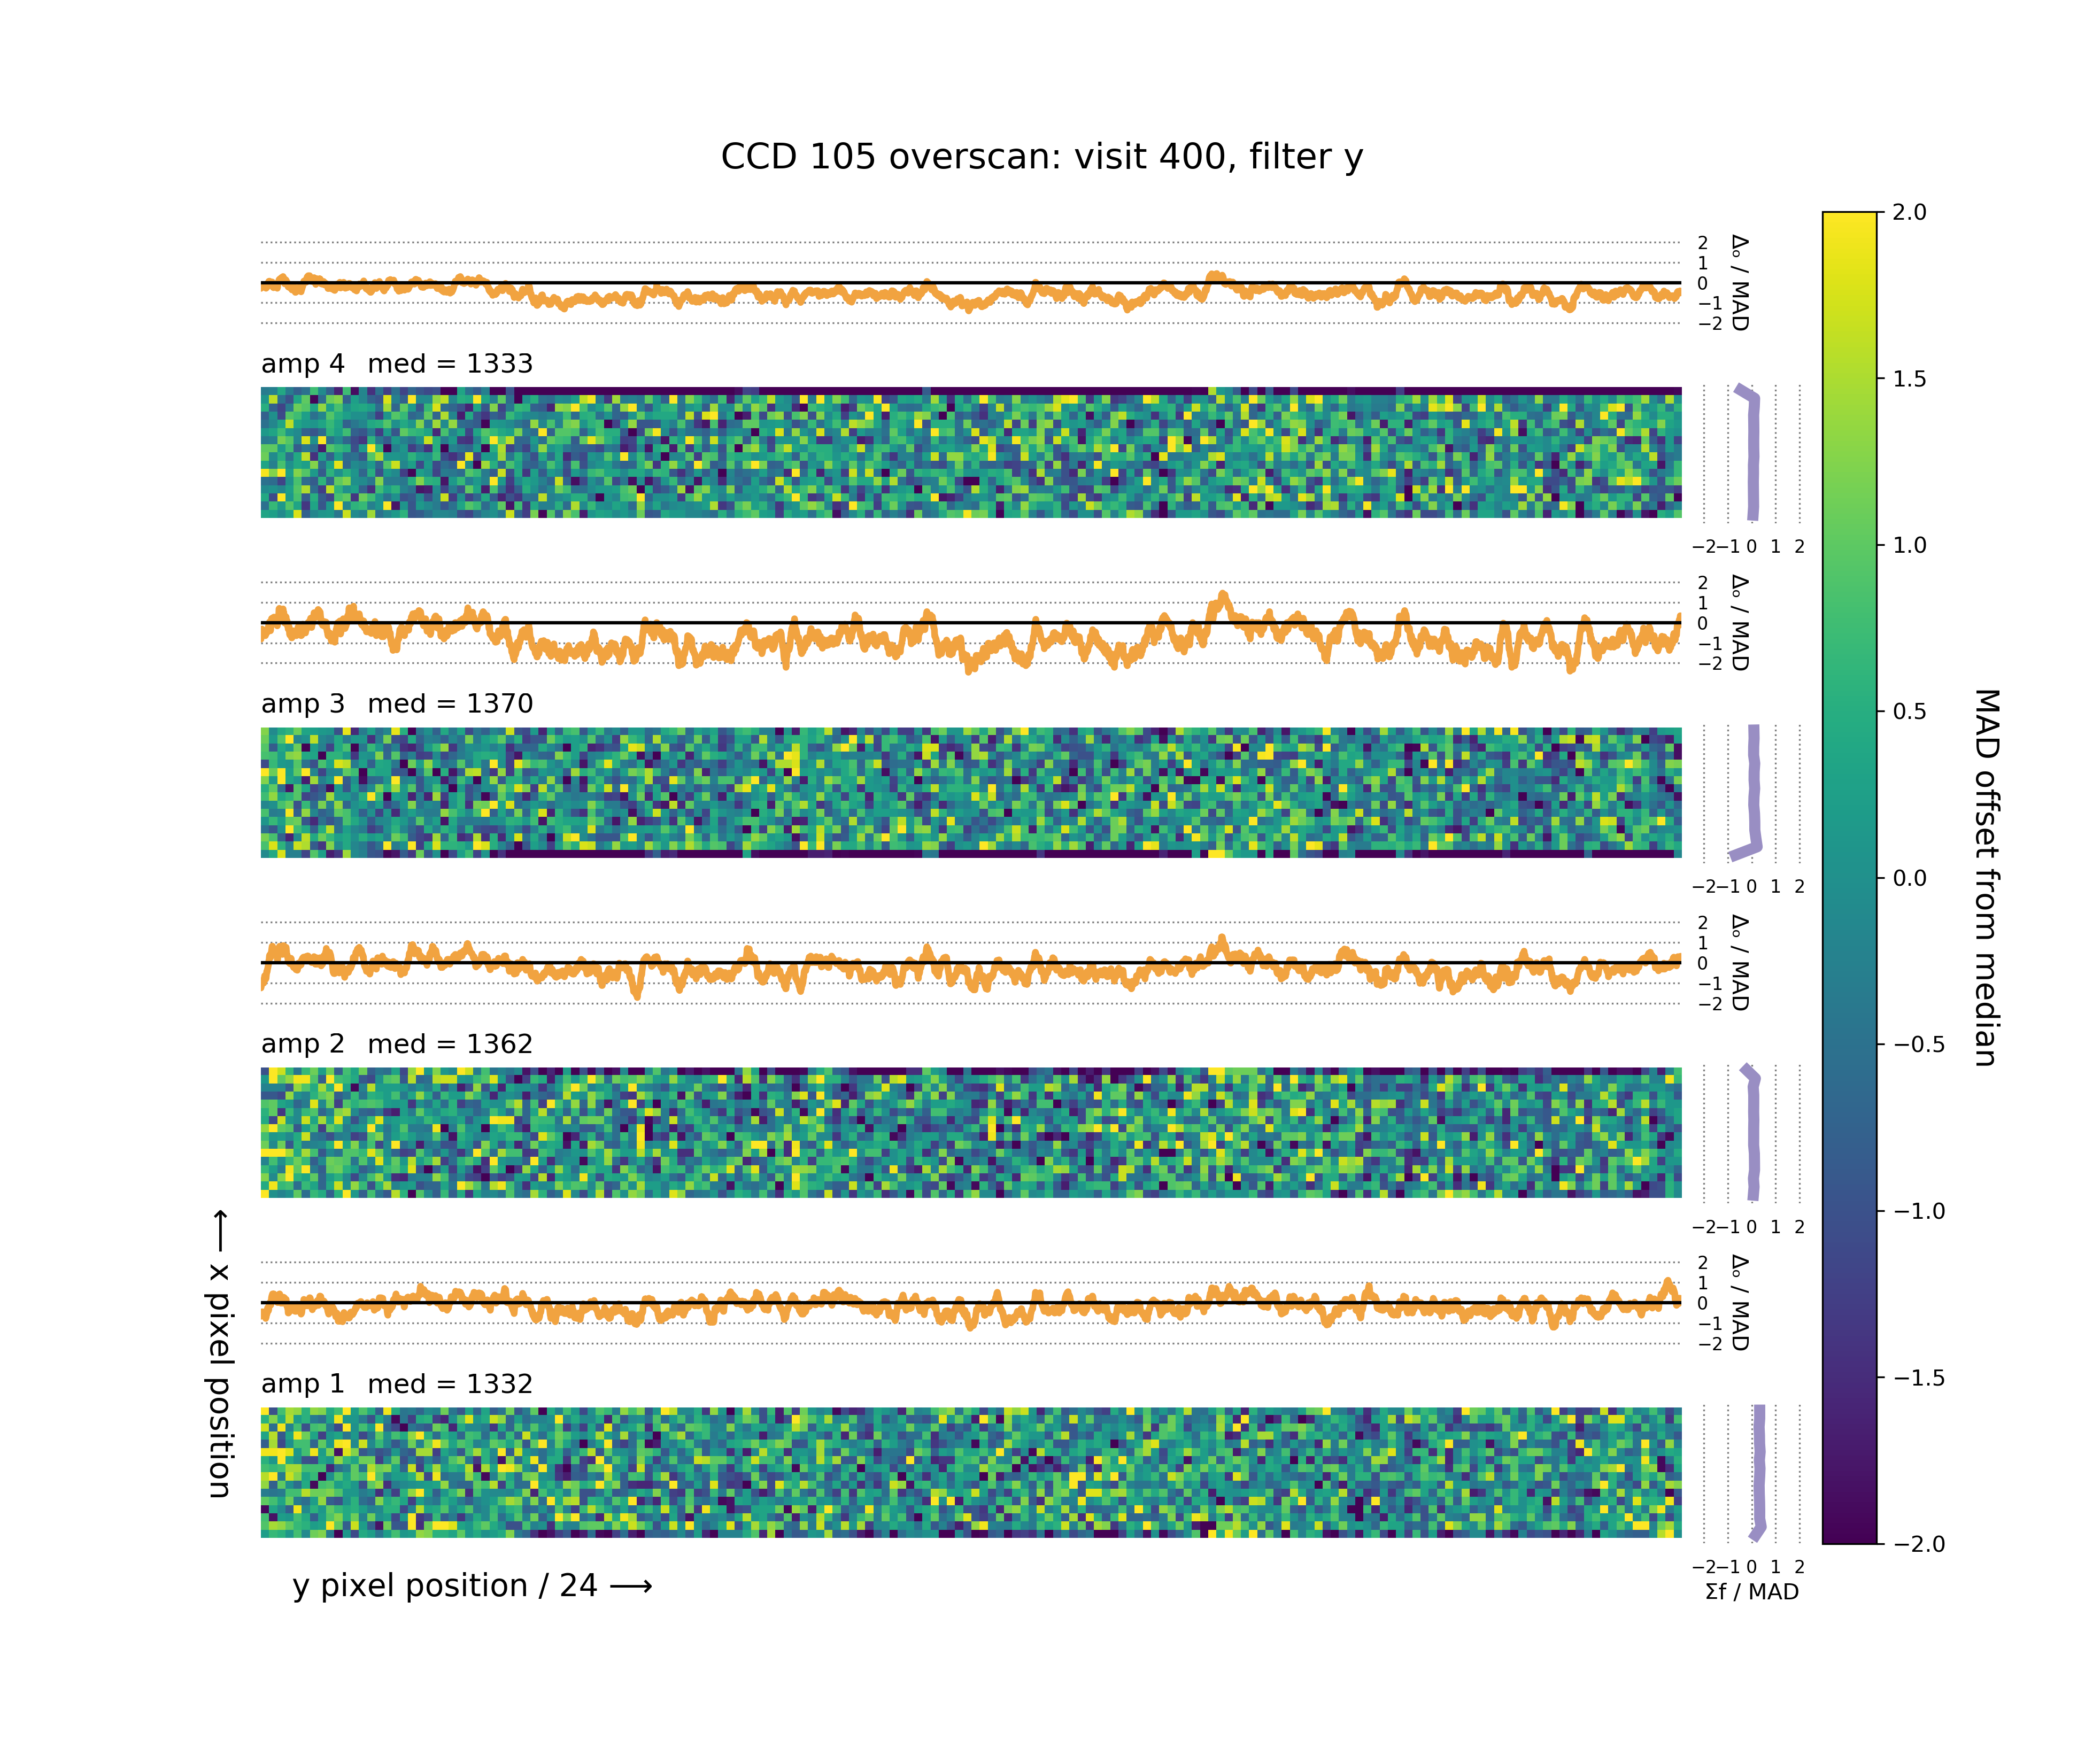 CCD 105 overscan: visit 400, filter y
2
1
0
−1
−2
Δₒ / MAD
amp 4 med = 1333
−2 −1 0 1 2
2
1
0
−1
−2
Δₒ / MAD
amp 3 med = 1370
−2 −1 0 1 2
2
1
0
−1
−2
Δₒ / MAD
amp 2 med = 1362
−2 −1 0 1 2
2
1
0
−1
−2
Δₒ / MAD
amp 1 med = 1332
−2 −1 0 1 2
Σf / MAD
⟵ x pixel position
y pixel position / 24 ⟶
2.0
1.5
1.0
0.5
0.0
−0.5
−1.0
−1.5
−2.0
MAD offset from median